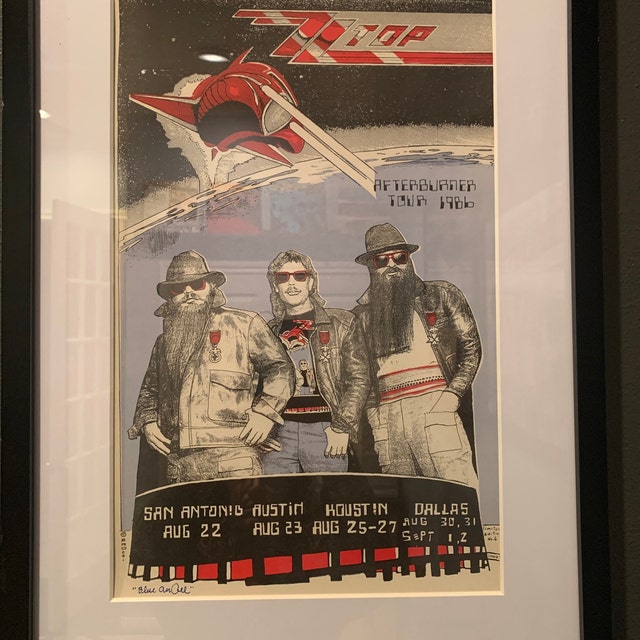 ZZ TOP
AFTERBURNER
TOUR 1986
SAN ANTONIO AUSTIN HOUSTON DALLAS
AUG 22 AUG 23 AUG 25-27 AUG 30, 31
SEPT 1,2